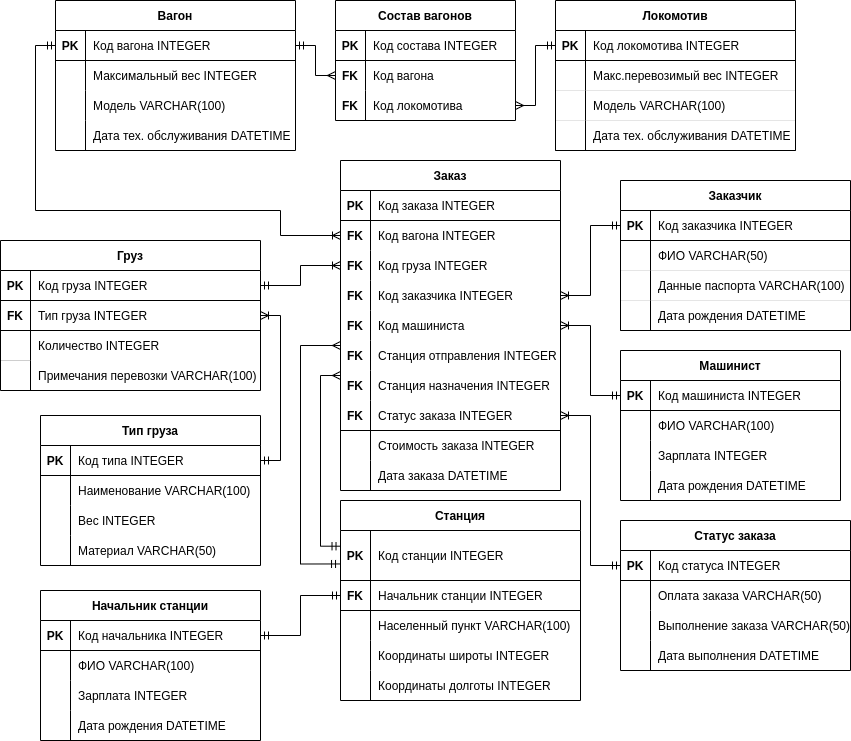 Вагон
PK Код вагона INTEGER
Максимальный вес INTEGER
Модель VARCHAR(100)
Дата тех. обслуживания DATETIME
Состав вагонов
PK Код состава INTEGER
FK Код вагона
FK Код локомотива
Локомотив
PK Код локомотива INTEGER
Макс.перевозимый вес INTEGER
Модель VARCHAR(100)
Дата тех. обслуживания DATETIME
Заказ
PK Код заказа INTEGER
FK Код вагона INTEGER
FK Код груза INTEGER
FK Код заказчика INTEGER
FK Код машиниста
FK Станция отправления INTEGER
FK Станция назначения INTEGER
FK Статус заказа INTEGER
Стоимость заказа INTEGER
Дата заказа DATETIME
Заказчик
PK Код заказчика INTEGER
ФИО VARCHAR(50)
Данные паспорта VARCHAR(100)
Дата рождения DATETIME
Груз
PK Код груза INTEGER
FK Тип груза INTEGER
Количество INTEGER
Примечания перевозки VARCHAR(100)
Машинист
PK Код машиниста INTEGER
ФИО VARCHAR(100)
Зарплата INTEGER
Дата рождения DATETIME
Тип груза
PK Код типа INTEGER
Наименование VARCHAR(100)
Вес INTEGER
Материал VARCHAR(50)
Станция
PK Код станции INTEGER
FK Начальник станции INTEGER
Населенный пункт VARCHAR(100)
Координаты широты INTEGER
Координаты долготы INTEGER
Статус заказа
PK Код статуса INTEGER
Оплата заказа VARCHAR(50)
Выполнение заказа VARCHAR(50)
Дата выполнения DATETIME
Начальник станции
PK Код начальника INTEGER
ФИО VARCHAR(100)
Зарплата INTEGER
Дата рождения DATETIME